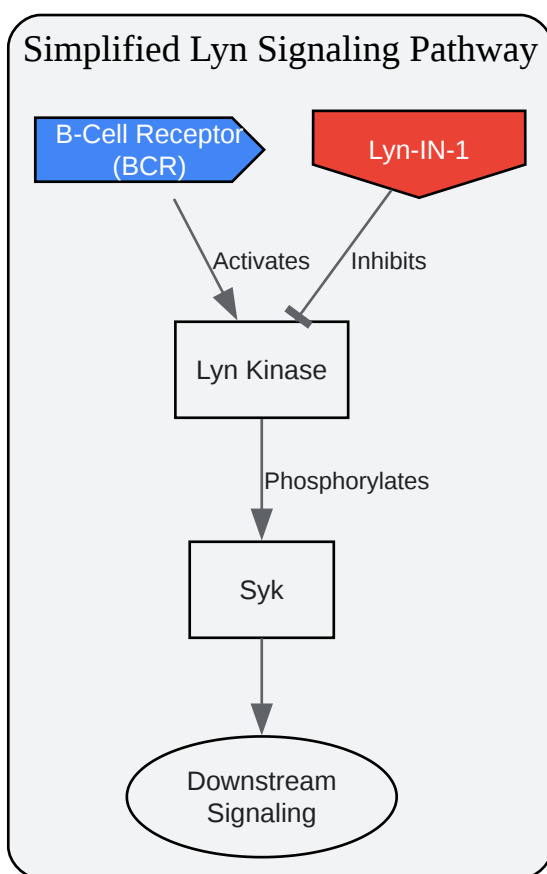 Simplified Lyn Signaling Pathway
B-Cell Receptor
(BCR)
Lyn-IN-1
Activates
Inhibits
Lyn Kinase
Phosphorylates
Syk
Downstream
Signaling